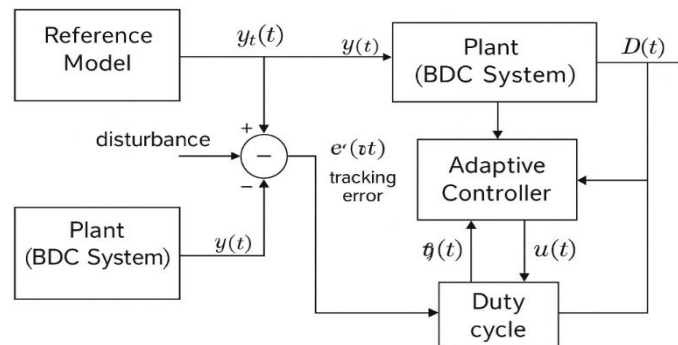 Reference
Model
y_t(t)
y(t)
Plant
(BDC System)
D(t)
+
disturbance
−
tracking
error
−
Adaptive
Controller
Plant
(BDC System)
y(t)
u(t)
Duty
cycle